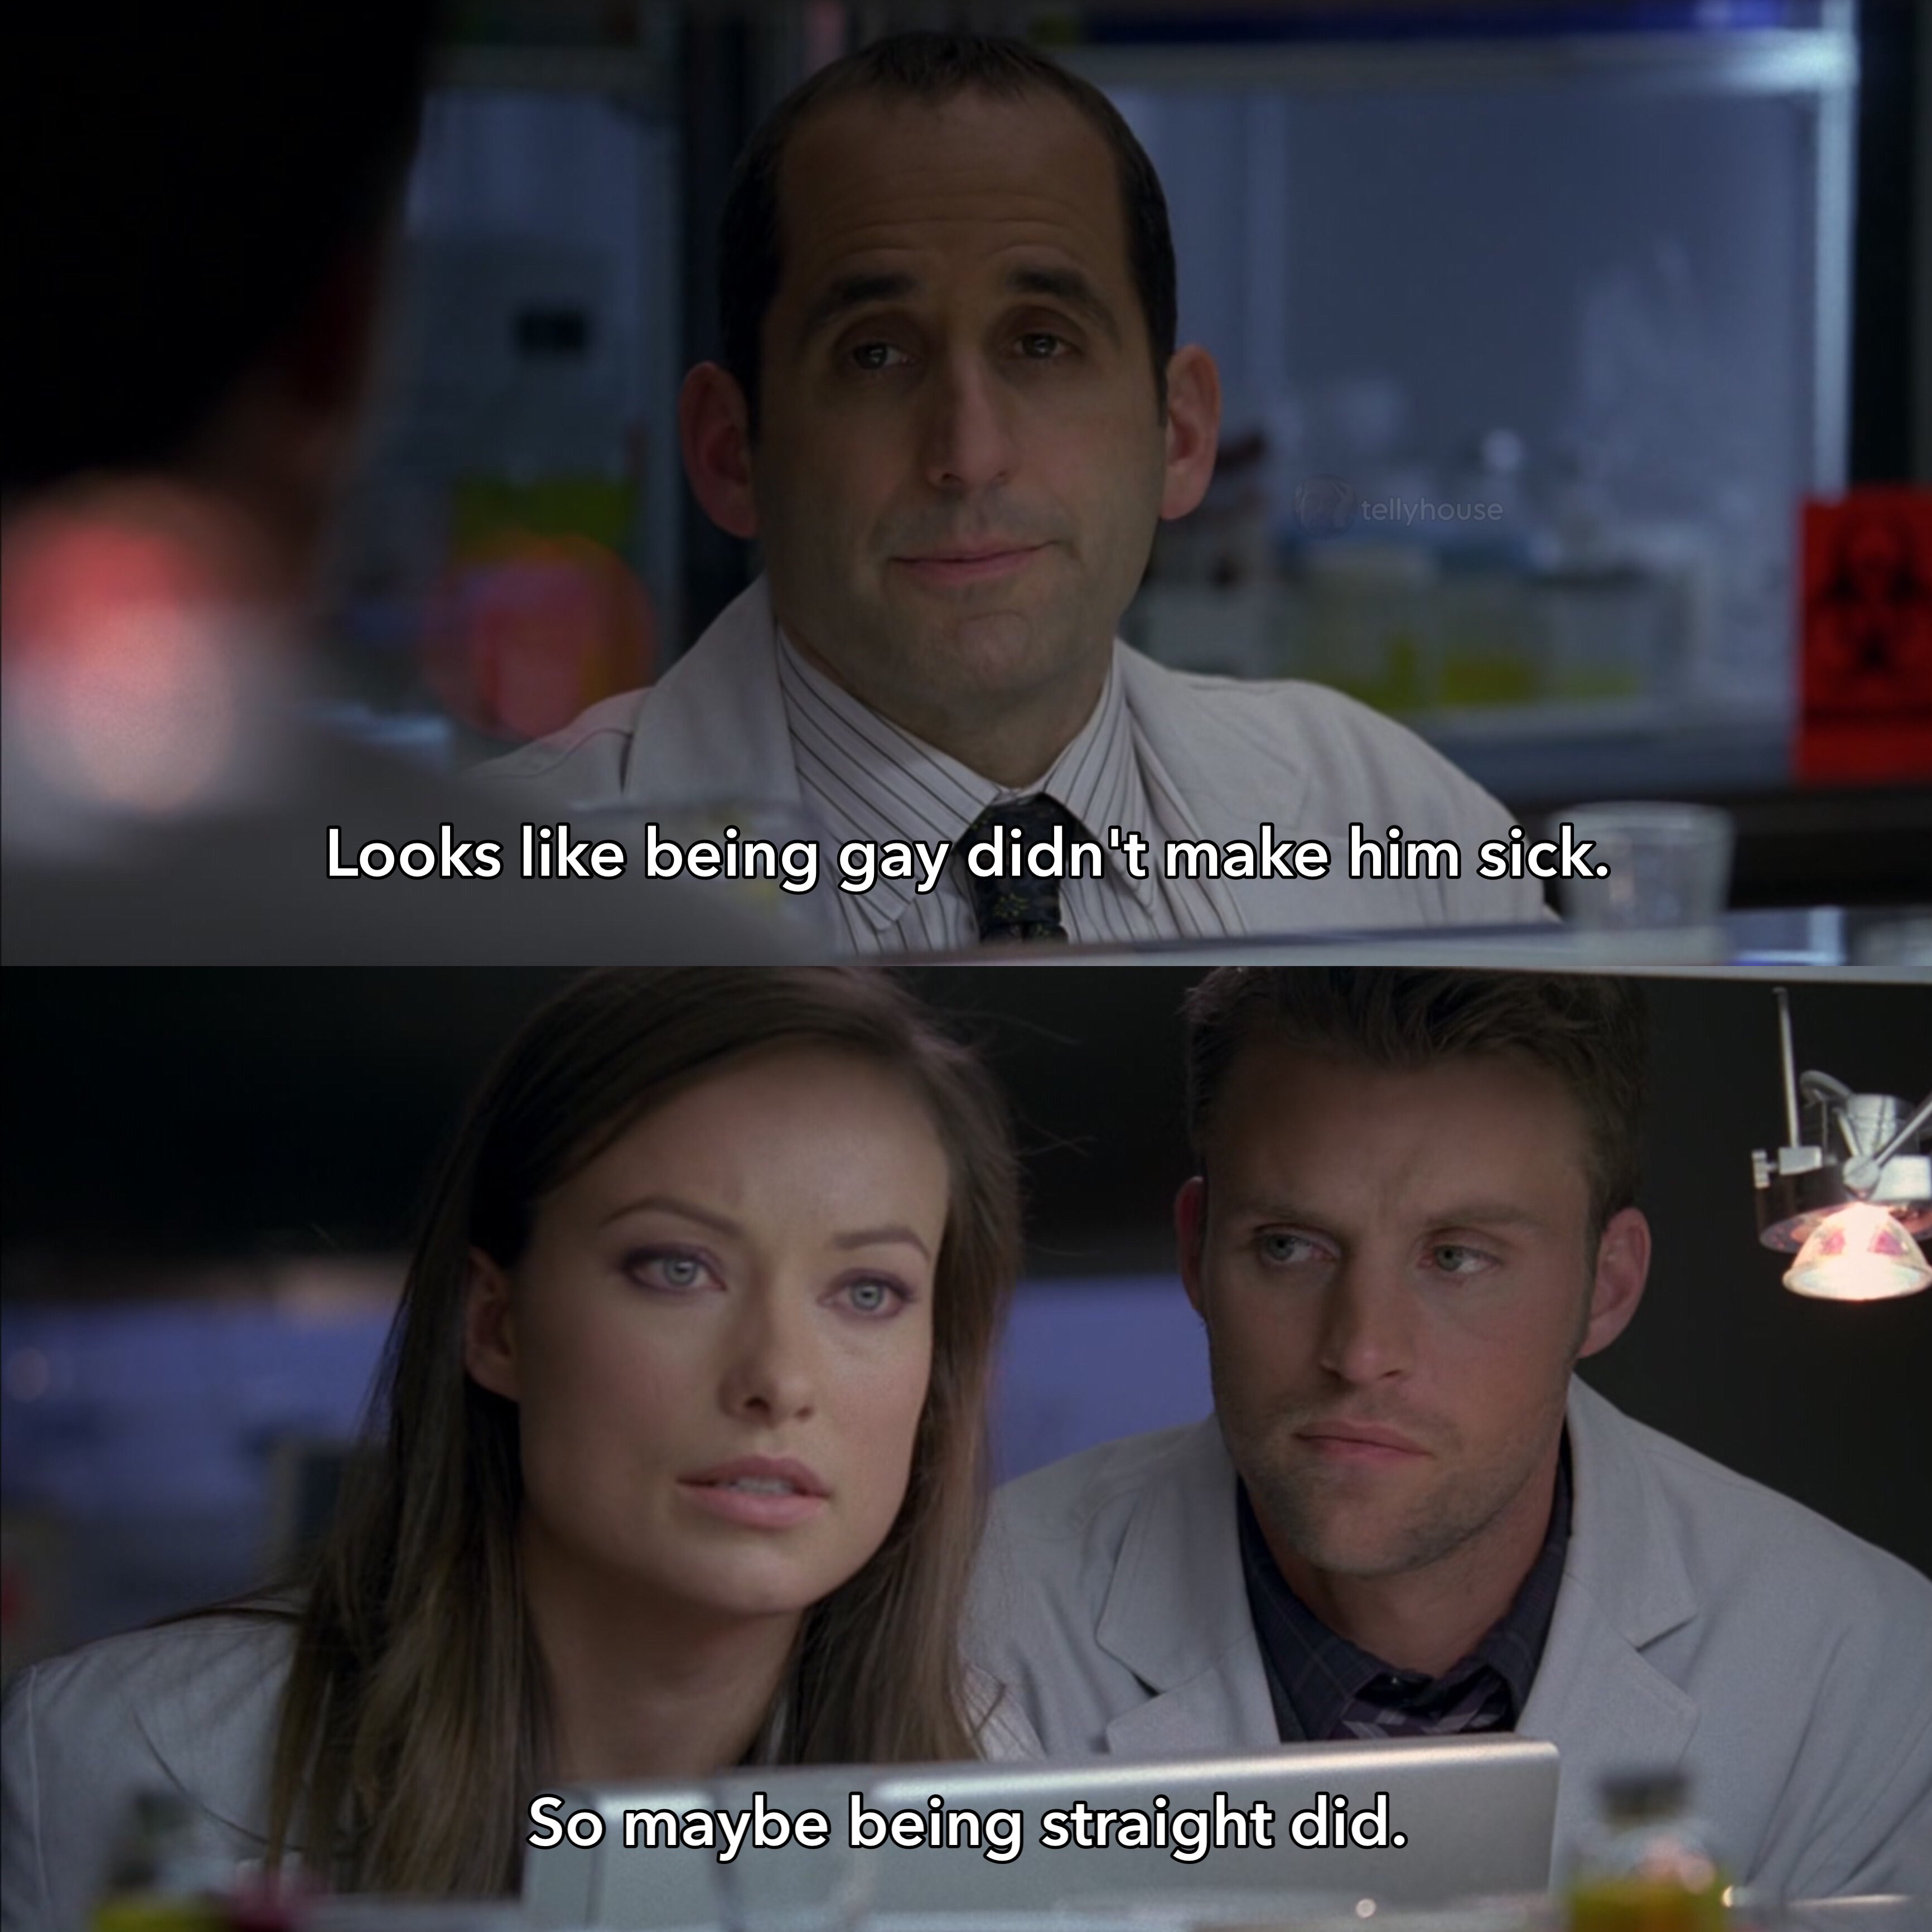 tellyhouse
Looks like being gay didn't make him sick.
So maybe being straight did.